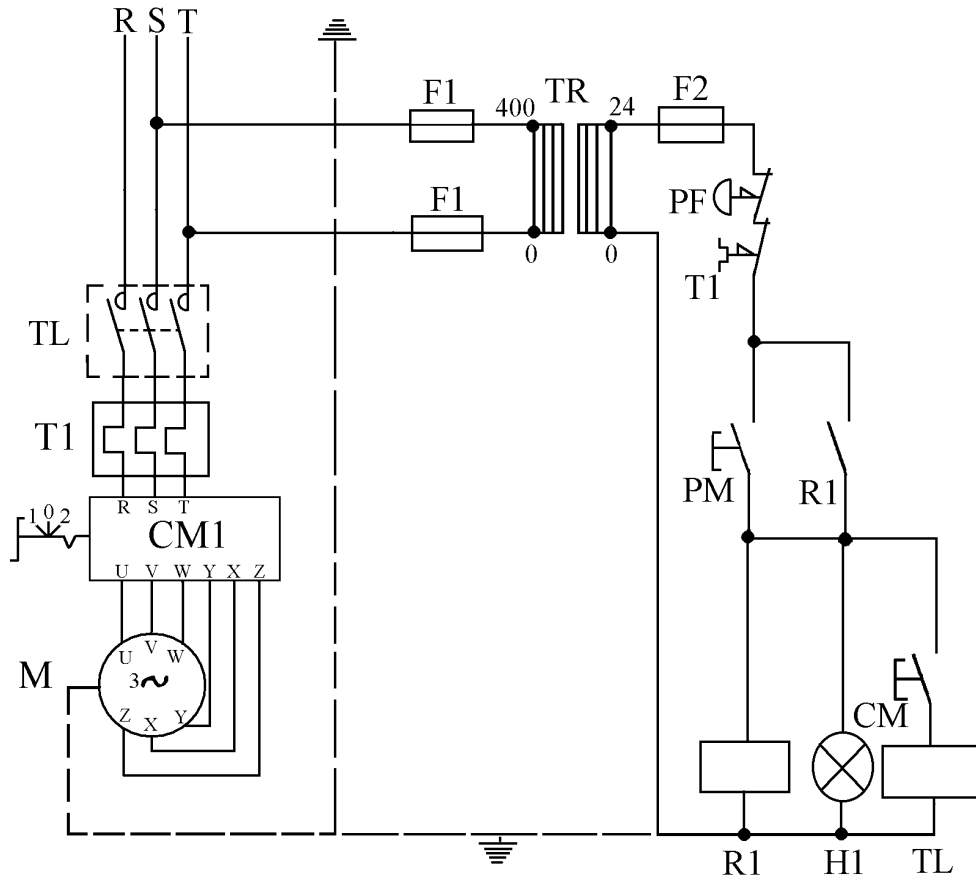 R S T
F1
400
TR
24
F2
PF
F1
0
0
T1
TL
T1
PM
R1
R S T
1 0 2
CM1
U V W Y X Z
U V W
M
3~
Z X Y
CM
R1
H1
TL